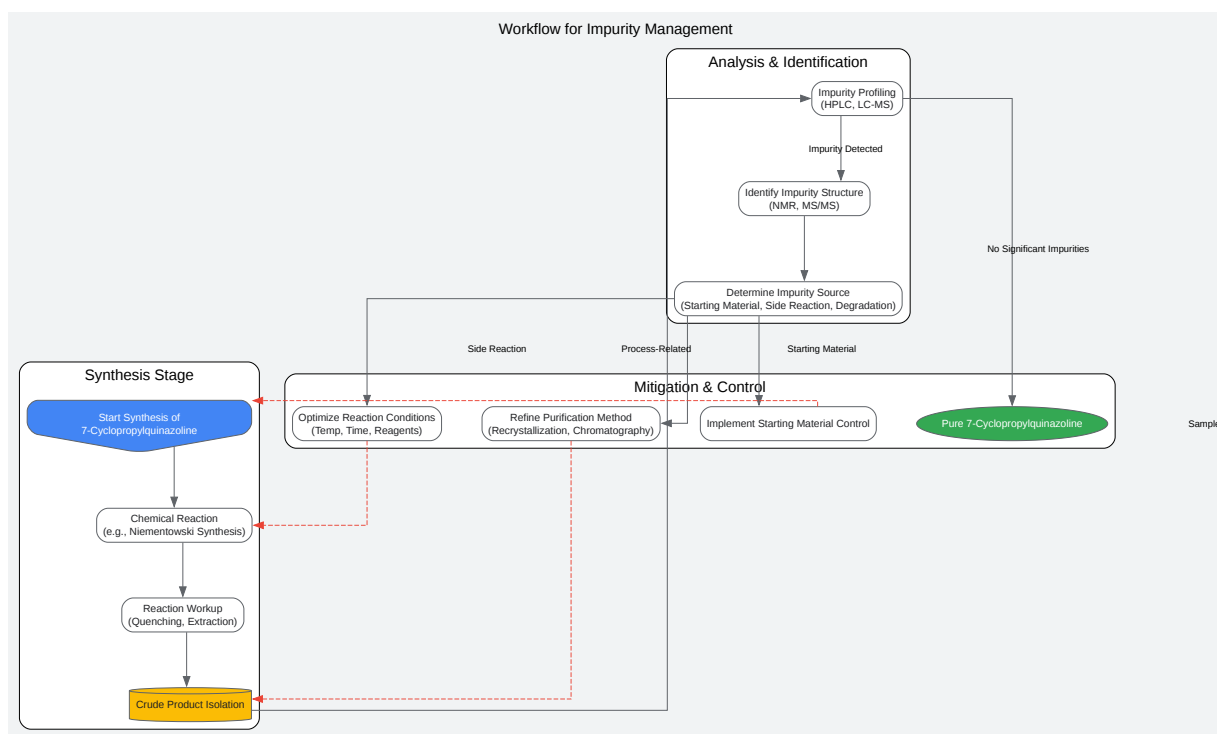 Workflow for Impurity Management
Analysis & Identification
Impurity Profiling
(HPLC, LC-MS)
Impurity Detected
Identify Impurity Structure
(NMR, MS/MS)
No Significant Impurities
Determine Impurity Source
(Starting Material, Side Reaction, Degradation)
Side Reaction
Process-Related
Starting Material
Synthesis Stage
Start Synthesis of
7-Cyclopropylquinazoline
Chemical Reaction
(e.g., Niementowski Synthesis)
Reaction Workup
(Quenching, Extraction)
Crude Product Isolation
Mitigation & Control
Optimize Reaction Conditions
(Temp, Time, Reagents)
Refine Purification Method
(Recrystallization, Chromatography)
Implement Starting Material Control
Pure 7-Cyclopropylquinazoline
Sample